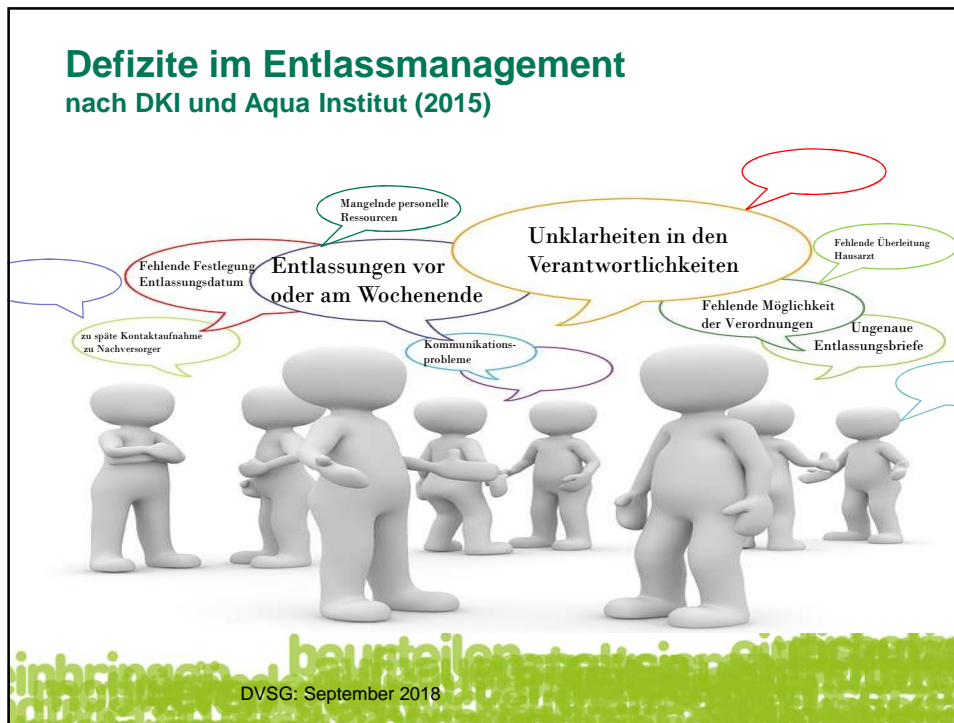 Defizite im Entlassmanagement
nach DKI und Aqua Institut (2015)
Mangelnde personelle
Ressourcen
Unklarheiten in den
Verantwortlichkeiten
Fehlende Überleitung
Hausarzt
Fehlende Festlegung
Entlassungsdatum
Entlassungen vor
oder am Wochenende
Fehlende Möglichkeit
der Verordnungen
zu späte Kontaktaufnahme
zu Nachversorger
Kommunikations-
probleme
Ungenaue
Entlassungsbriefe
einbringen
beurteilen
DVSG: September 2018